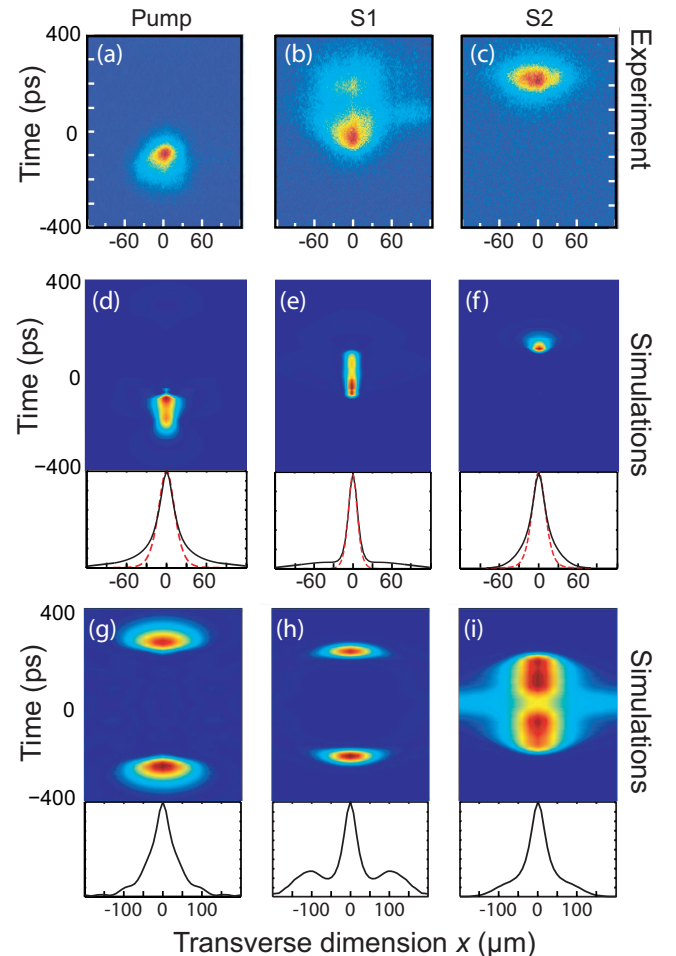 Pump S1 S2
400 (a) (b) (c)
Time (ps) 0 Experiment
-400
-60 0 60 -60 0 60 -60 0 60
400 (d) (e) (f)
Time (ps) 0 Simulations
−400
-60 0 60 -60 0 60 -60 0 60
400 (g) (h) (i)
Time (ps) 0 Simulations
−400
-100 0 100 -100 0 100 -100 0 100
Transverse dimension x (μm)